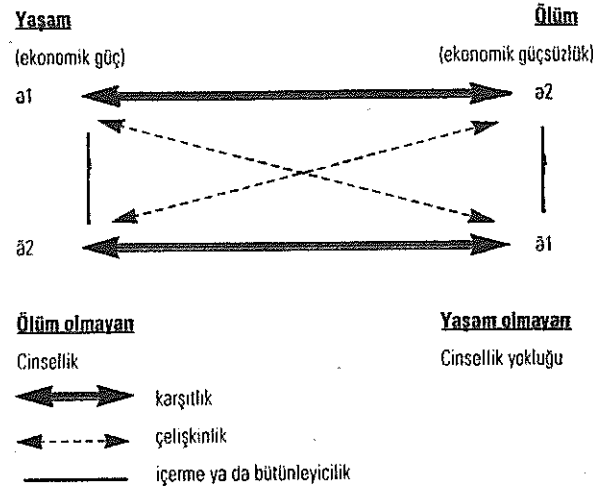 Yaşam Ölüm
(ekonomik güç) (ekonomik güçsüzlük)
a1 a2
ā2 ā1
Ölüm olmayan Yaşam olmayan
Cinsellik Cinsellik yokluğu
karşıtlık
çelişkinlik
içerme ya da bütünleyicilik